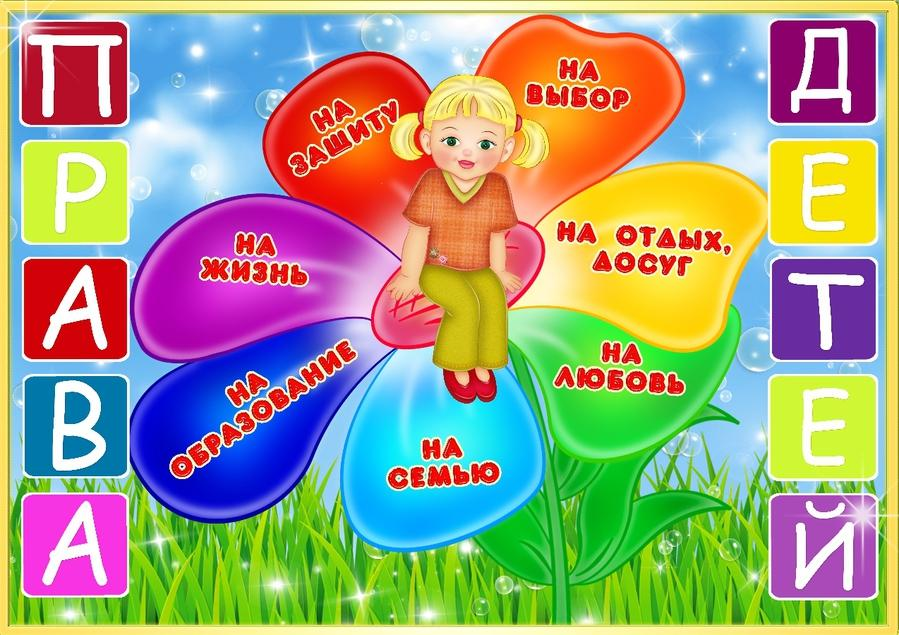 ПРАВА
ДЕТЕЙ
НА
ВЫБОР
НА
ЗАЩИТУ
НА ОТДЫХ,
ДОСУГ
НА
ЖИЗНЬ
НА
ЛЮБОВЬ
НА
ОБРАЗОВАНИЕ
НА
СЕМЬЮ